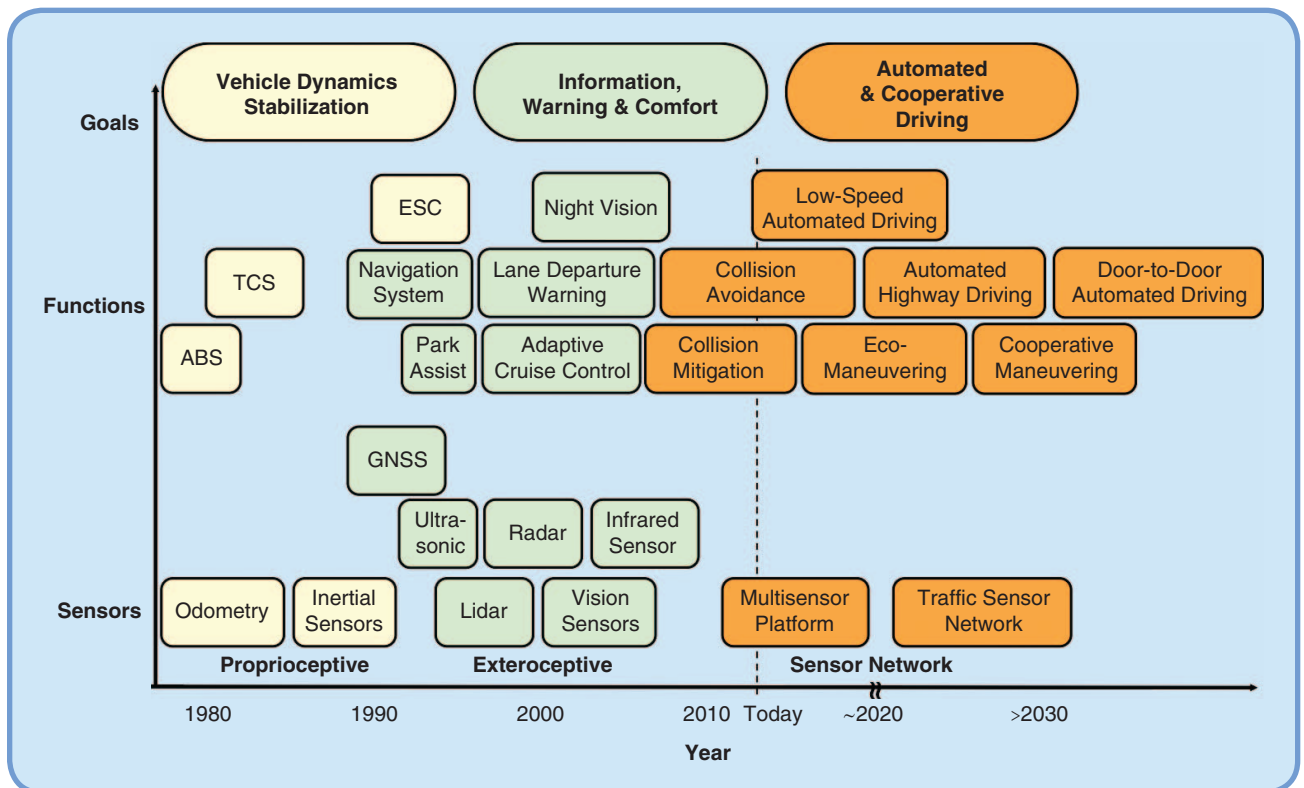 Vehicle Dynamics
Stabilization
Information,
Warning & Comfort
Automated
& Cooperative
Driving
Goals
ESC
Night Vision
Low-Speed
Automated Driving
Functions
TCS
Navigation
System
Lane Departure
Warning
Collision
Avoidance
Automated
Highway Driving
Door-to-Door
Automated Driving
ABS
Park
Assist
Adaptive
Cruise Control
Collision
Mitigation
Eco-
Maneuvering
Cooperative
Maneuvering
GNSS
Ultra-
sonic
Radar
Infrared
Sensor
Sensors
Odometry
Inertial
Sensors
Lidar
Vision
Sensors
Multisensor
Platform
Traffic Sensor
Network
Proprioceptive
Exteroceptive
Sensor Network
1980
1990
2000
2010
Today
~2020
>2030
Year